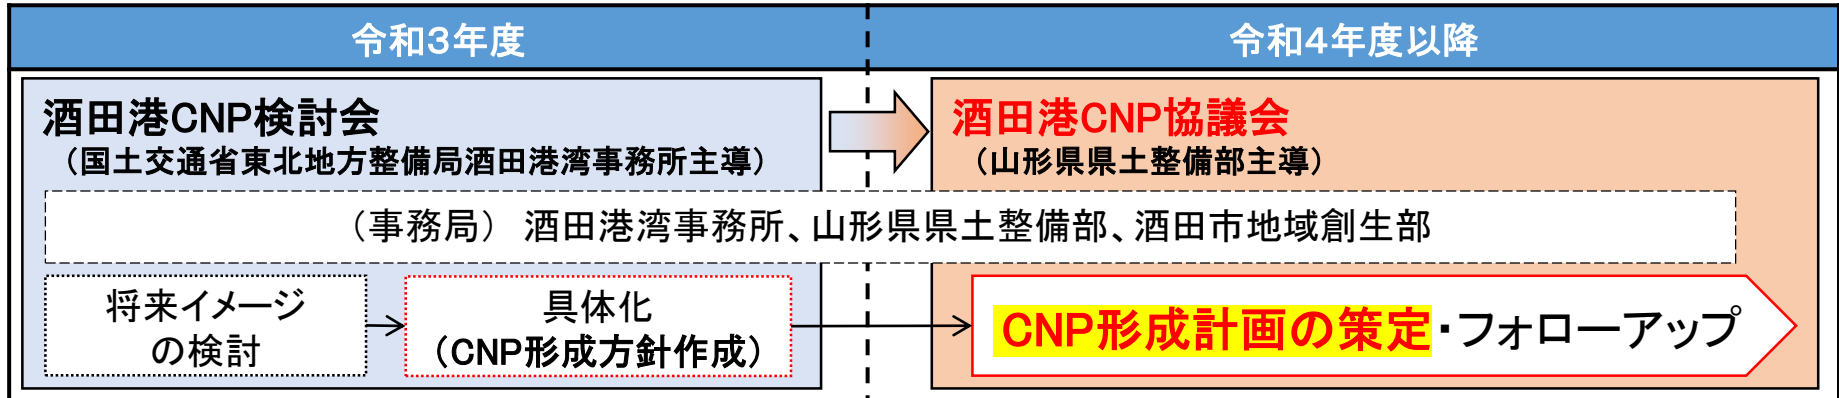 令和3年度
令和4年度以降
酒田港CNP検討会
（国土交通省東北地方整備局酒田港湾事務所主導）
酒田港CNP協議会
（山形県県土整備部主導）
（事務局） 酒田港湾事務所、山形県県土整備部、酒田市地域創生部
将来イメージ
の検討
具体化
（CNP形成方針作成）
CNP形成計画の策定・フォローアップ